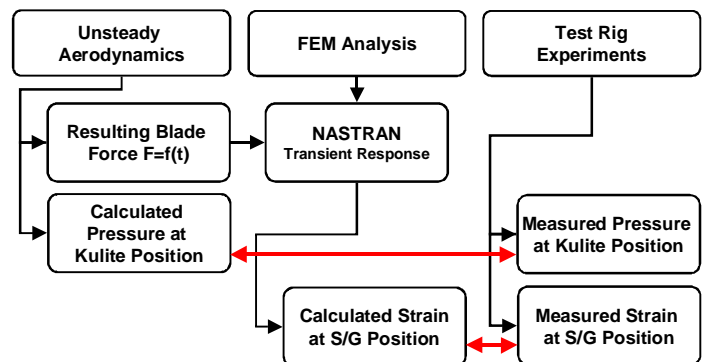 Unsteady
Aerodynamics
FEM Analysis
Test Rig
Experiments
Resulting Blade
Force F=f(t)
NASTRAN
Transient Response
Calculated
Pressure at
Kulite Position
Measured Pressure
at Kulite Position
Calculated Strain
at S/G Position
Measured Strain
at S/G Position